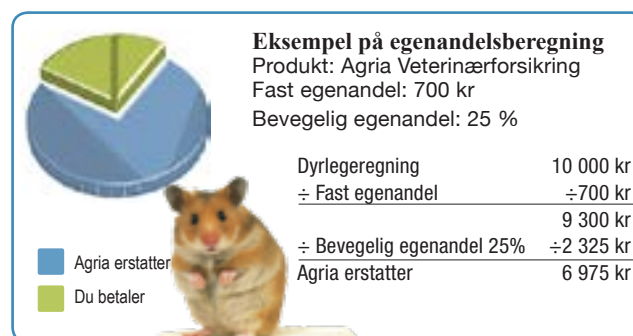 Eksempel på egenandelsberegning
Produkt: Agria Veterinærforsikring
Fast egenandel: 700 kr
Bevegelig egenandel: 25 %
Dyrlegeregning 10 000 kr
÷ Fast egenandel ÷700 kr
9 300 kr
÷ Bevegelig egenandel 25% ÷2 325 kr
Agria erstatter 6 975 kr
Agria erstatter
Du betaler